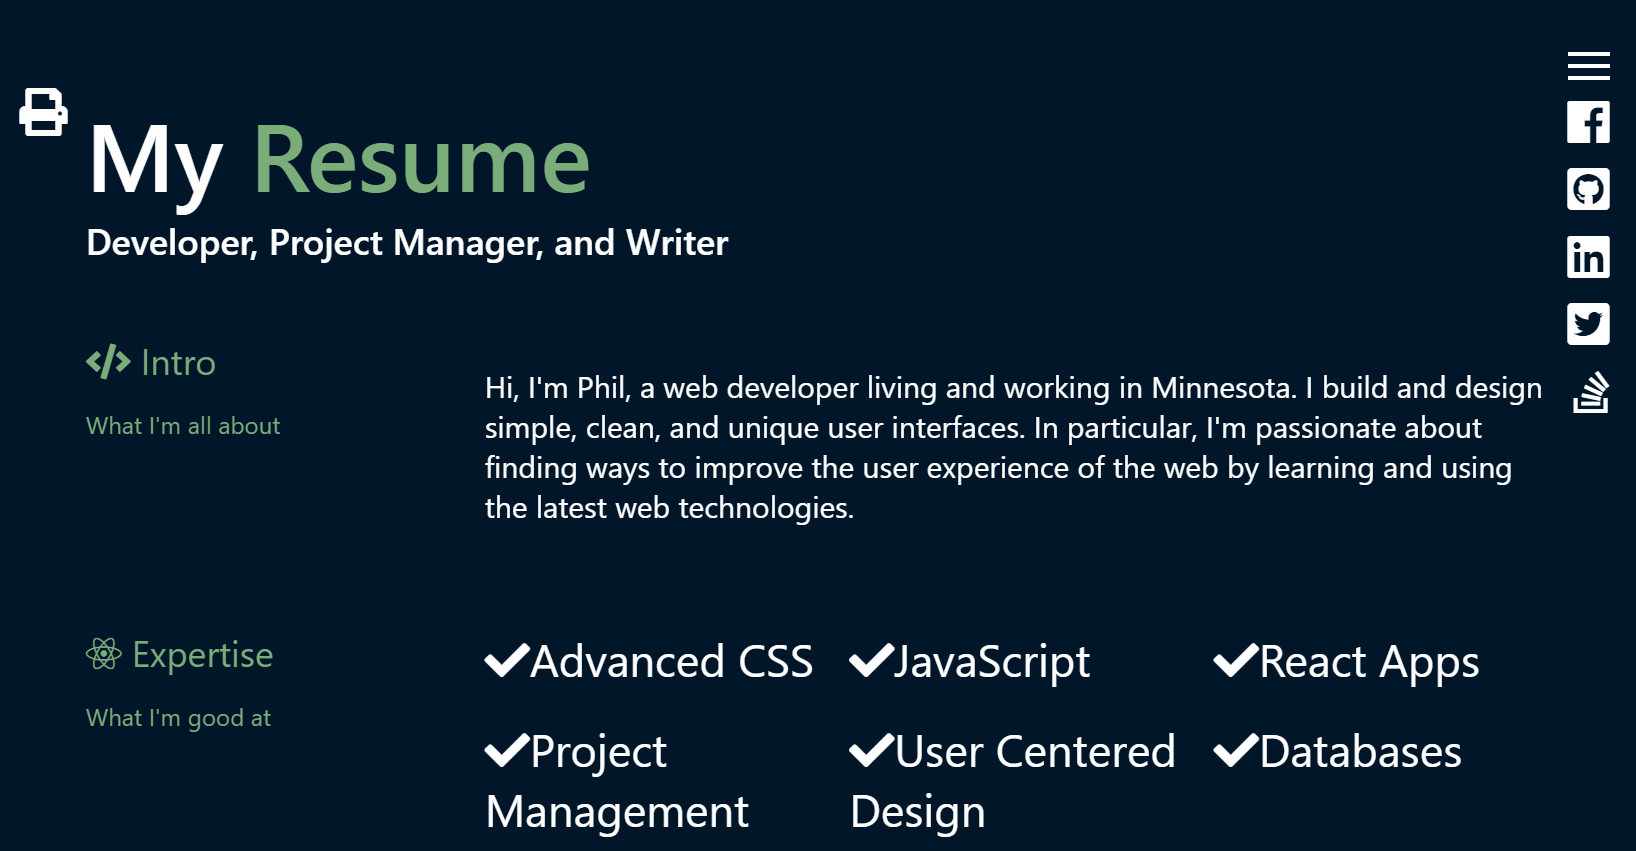 My Resume
Developer, Project Manager, and Writer
Intro
What I'm all about
Hi, I'm Phil, a web developer living and working in Minnesota. I build and design
simple, clean, and unique user interfaces. In particular, I'm passionate about
finding ways to improve the user experience of the web by learning and using
the latest web technologies.
Expertise
What I'm good at
Advanced CSS
JavaScript
React Apps
Project
Management
User Centered
Design
Databases